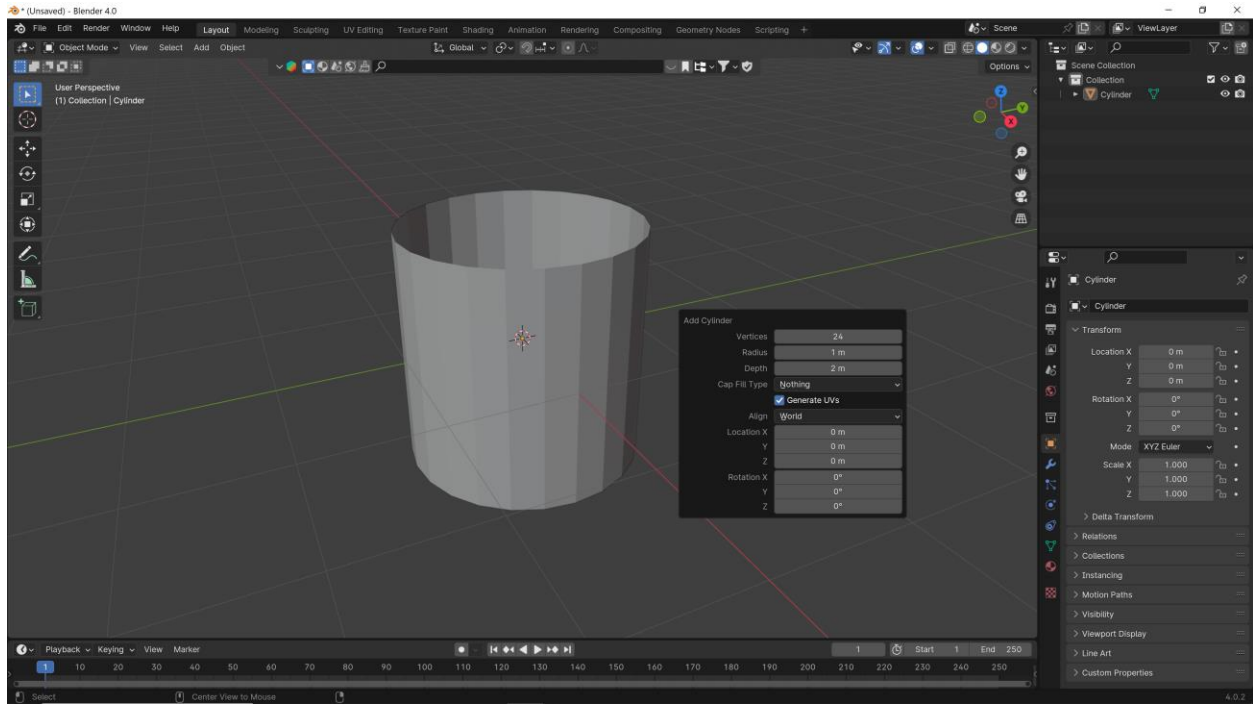 * (Unsaved) - Blender 4.0
File Edit Render Window Help Layout Modeling Sculpting UV Editing Texture Paint Shading Animation Rendering Compositing Geometry Nodes Scripting + Scene ViewLayer
Object Mode View Select Add Object Global
Options
User Perspective
(1) Collection | Cylinder
Z
Y
X
Scene Collection
Collection
Cylinder
Add Cylinder
Vertices 24
Radius 1 m
Depth 2 m
Cap Fill Type Nothing
Generate UVs
Align World
Location X 0 m
Y 0 m
Z 0 m
Rotation X 0°
Y 0°
Z 0°
Cylinder
Cylinder
Transform
Location X 0 m
Y 0 m
Z 0 m
Rotation X 0°
Y 0°
Z 0°
Mode XYZ Euler
Scale X 1.000
Y 1.000
Z 1.000
Delta Transform
Relations
Collections
Instancing
Motion Paths
Visibility
Viewport Display
Line Art
Custom Properties
Playback Keying View Marker 1 Start 1 End 250
1 10 20 30 40 50 60 70 80 90 100 110 120 130 140 150 160 170 180 190 200 210 220 230 240 250
Select Center View to Mouse 4.0.2